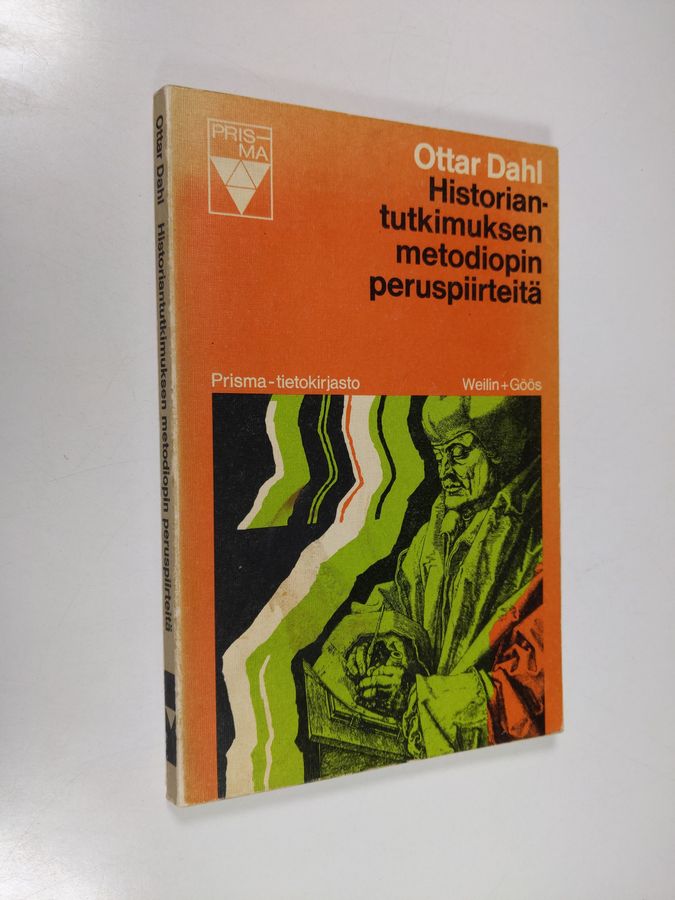 PRIS-
MA
Ottar Dahl
Historian-
tutkimuksen
metodiopin
peruspiirteitä
Prisma-tietokirjasto
Weilin+Göös
Ottar Dahl Historiantutkimuksen metodiopin peruspiirteitä